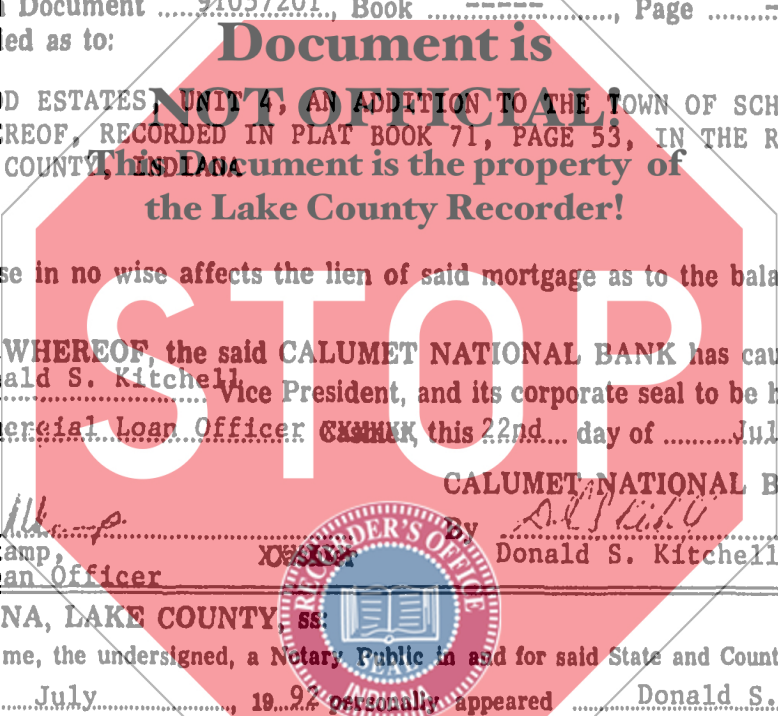 Document 91037201, Book -----, Page
led as to:
Document is
D ESTATES, UNIT 4, AN ADDITION TO THE TOWN OF SCH
NOT OFFICIAL!
EREOF, RECORDED IN PLAT BOOK 71, PAGE 53, IN THE R
COUNTY, INDIANA
This Document is the property of
the Lake County Recorder!
se in no wise affects the lien of said mortgage as to the bala
STOP
WHEREOF, the said CALUMET NATIONAL BANK has cau
ald S. Kitchell Vice President, and its corporate seal to be h
ercial Loan Officer this 22nd day of Jul
CALUMET NATIONAL B
By
amp, Donald S. Kitchell
an Officer
RECORDER'S OFFICE
SEAL
NA, LAKE COUNTY, ss:
me, the undersigned, a Notary Public in and for said State and Count
July, 19 92 personally appeared Donald S.